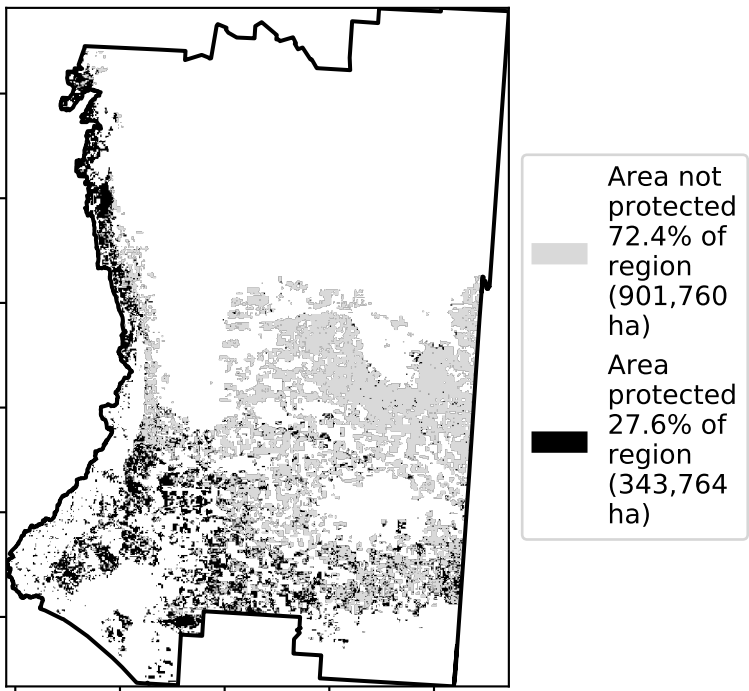 Area not
protected
72.4% of
region
(901,760
ha)
Area
protected
27.6% of
region
(343,764
ha)